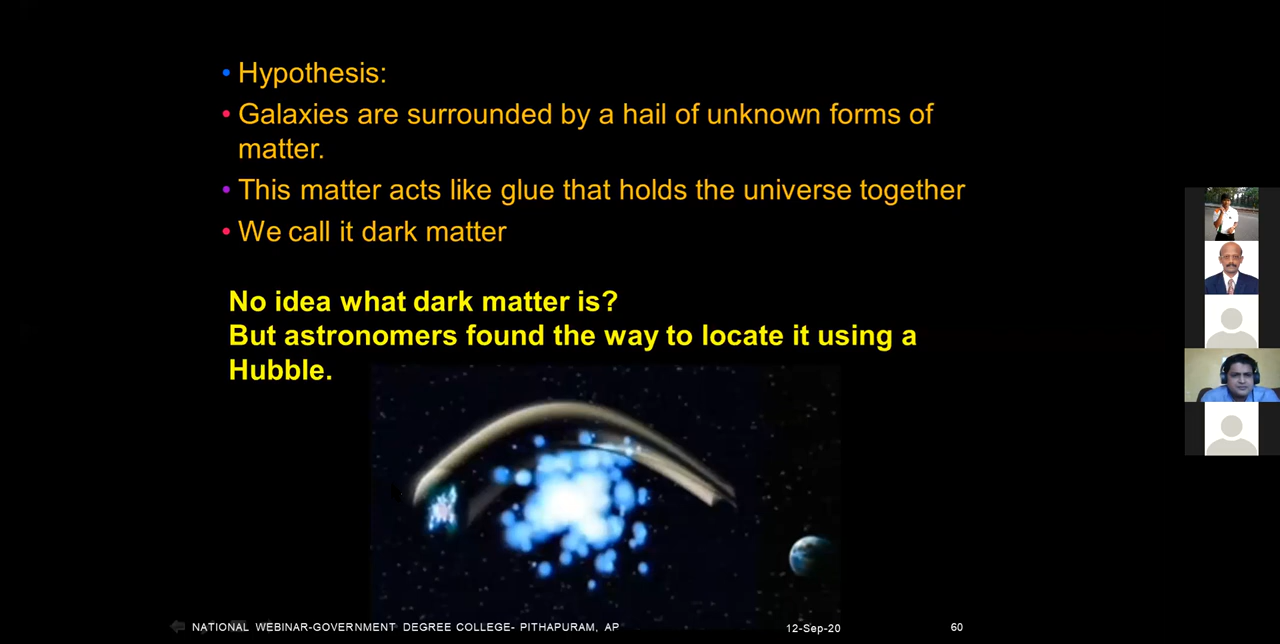 • Hypothesis:
• Galaxies are surrounded by a hail of unknown forms of
matter.
• This matter acts like glue that holds the universe together
• We call it dark matter
No idea what dark matter is?
But astronomers found the way to locate it using a
Hubble.
NATIONAL WEBINAR-GOVERNMENT DEGREE COLLEGE- PITHAPURAM, AP
12-Sep-20
60